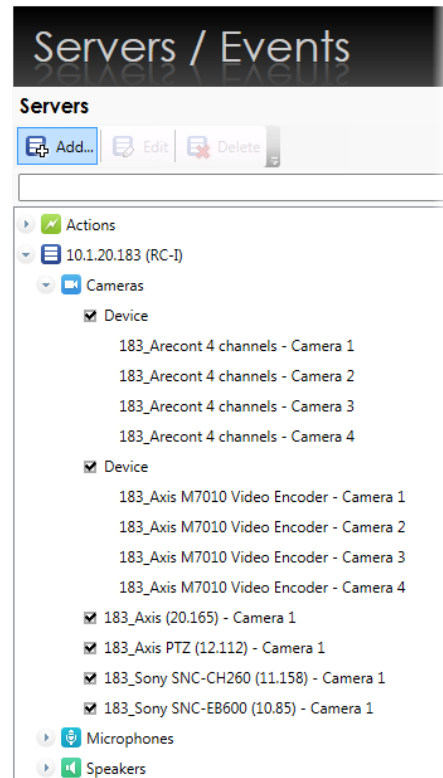 Servers / Events
Servers
Add... Edit Delete
Actions
10.1.20.183 (RC-I)
Cameras
Device
183_Arecont 4 channels - Camera 1
183_Arecont 4 channels - Camera 2
183_Arecont 4 channels - Camera 3
183_Arecont 4 channels - Camera 4
Device
183_Axis M7010 Video Encoder - Camera 1
183_Axis M7010 Video Encoder - Camera 2
183_Axis M7010 Video Encoder - Camera 3
183_Axis M7010 Video Encoder - Camera 4
183_Axis (20.165) - Camera 1
183_Axis PTZ (12.112) - Camera 1
183_Sony SNC-CH260 (11.158) - Camera 1
183_Sony SNC-EB600 (10.85) - Camera 1
Microphones
Speakers